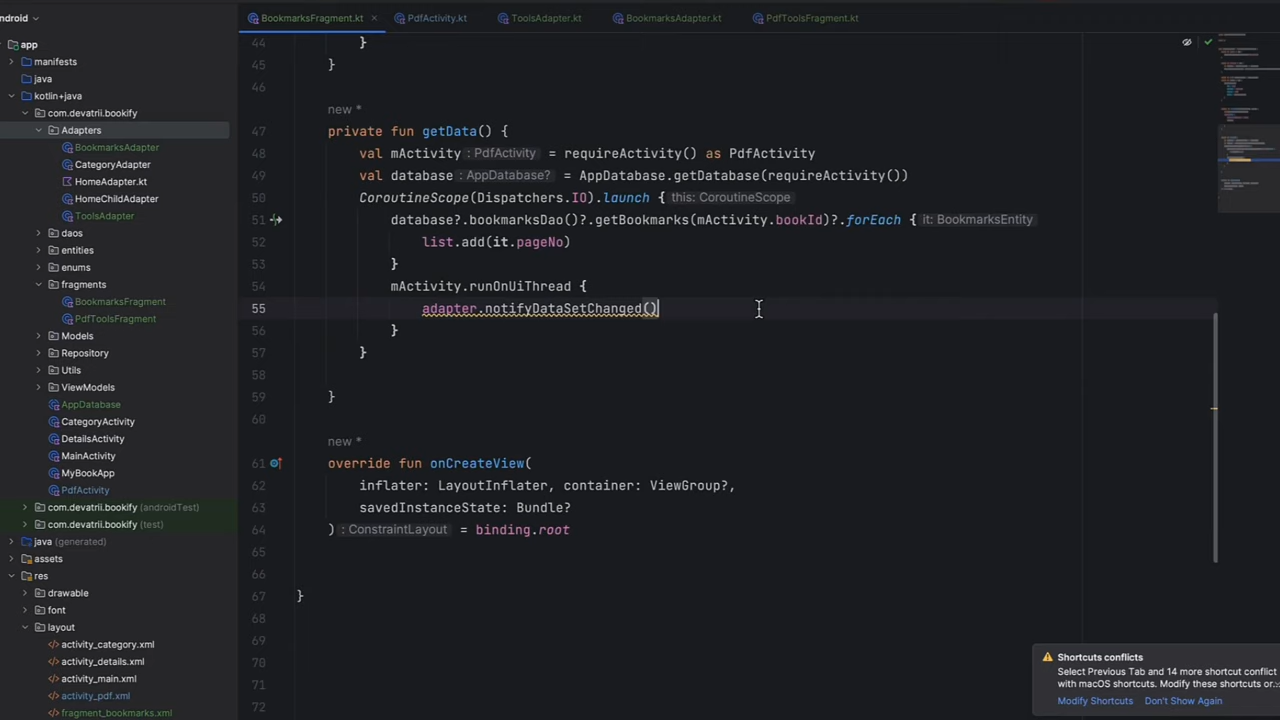 BookmarksFragment.kt
PdfActivity.kt
ToolsAdapter.kt
BookmarksAdapter.kt
PdfToolsFragment.kt
ndroid
app
manifests
java
kotlin+java
com.devatrii.bookify
Adapters
BookmarksAdapter
CategoryAdapter
HomeAdapter.kt
HomeChildAdapter
ToolsAdapter
daos
entities
enums
fragments
BookmarksFragment
PdfToolsFragment
Models
Repository
Utils
ViewModels
AppDatabase
CategoryActivity
DetailsActivity
MainActivity
MyBookApp
PdfActivity
com.devatrii.bookify (androidTest)
com.devatrii.bookify (test)
java (generated)
assets
res
drawable
font
layout
activity_category.xml
activity_details.xml
activity_main.xml
activity_pdf.xml
fragment_bookmarks.xml
44 }
45 }
46
new *
47 private fun getData() {
48 val mActivity : PdfActivity = requireActivity() as PdfActivity
49 val database : AppDatabase? = AppDatabase.getDatabase(requireActivity())
50 CoroutineScope(Dispatchers.IO).launch { this: CoroutineScope
51 database?.bookmarksDao()?.getBookmarks(mActivity.bookId)?.forEach { it: BookmarksEntity
52 list.add(it.pageNo)
53 }
54 mActivity.runOnUiThread {
55 adapter.notifyDataSetChanged()
56 }
57 }
58
59 }
60
new *
61 override fun onCreateView(
62 inflater: LayoutInflater, container: ViewGroup?,
63 savedInstanceState: Bundle?
64 ) : ConstraintLayout = binding.root
65
66
67 }
68
69
70
71
72
Shortcuts conflicts
Select Previous Tab and 14 more shortcut conflict
with macOS shortcuts. Modify these shortcuts or...
Modify Shortcuts Don't Show Again